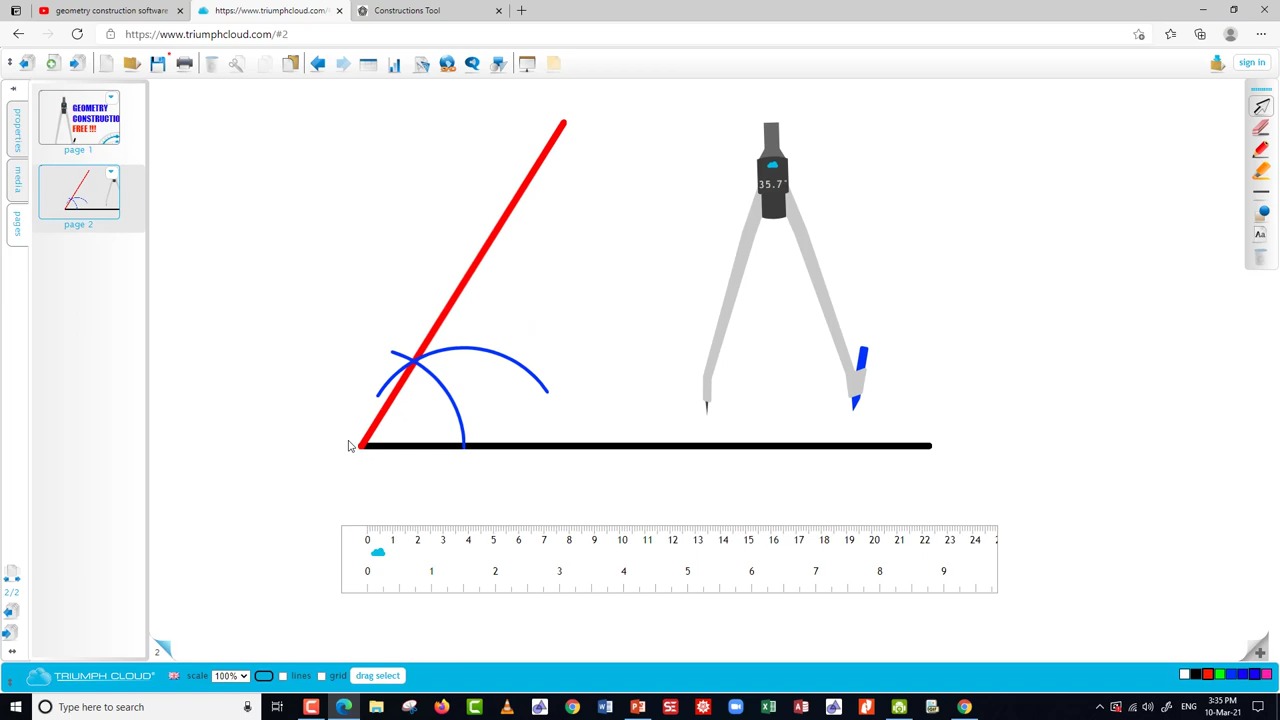 geometry construction software
https://www.triumphcloud.com/#2
Constructions Tool
https://www.triumphcloud.com/#2
sign in
properties
media
pages
GEOMETRY
CONSTRUCTIO
FREE !!!
page 1
page 2
35.7°
Aa
0 1 2 3 4 5 6 7 8 9 10 11 12 13 14 15 16 17 18 19 20 21 22 23 24
0 1 2 3 4 5 6 7 8 9
2/2
2
TRIUMPH CLOUD
scale 100% lines grid drag select
Type here to search
ENG
3:35 PM
10-Mar-21